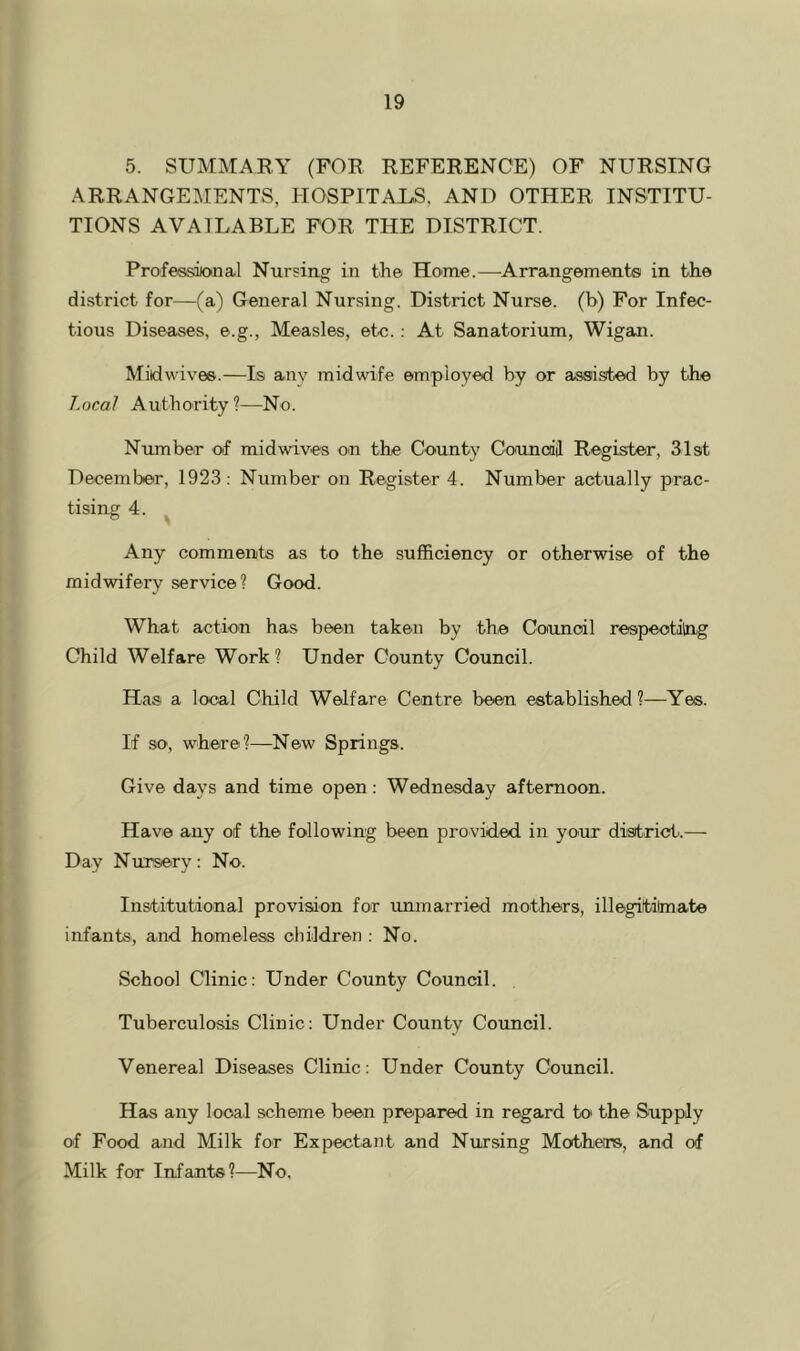 19
5. SUMMARY (FOR REFERENCE) OF NURSING
ARRANGEMENTS, HOSPITALS, AND OTHER INSTITU-
TIONS AVAILABLE FOR THE DISTRICT.
Professional Nursing in the Home.—Arrangements in the
district for—(a) General Nursing. District Nurse. (b) For Infec-
tious Diseases, e.g., Measles, etc.: At Sanatorium, Wigan.
Midwives.—Is any midwife employed by or assisted by the
Local Authority?—No.
Number of midwives on the County Council Register, 31st
December, 1923: Number on Register 4. Number actually prac-
tising 4.
Any comments as to the sufficiency or otherwise of the
midwifery service? Good.
What action has been taken by the Council respecting
Child Welfare Work? Under County Council.
Has a local Child Welfare Centre been established?—Yes.
If so, where?—New Springs.
Give days and time open: Wednesday afternoon.
Have any of the following been provided in your district.—
Day Nursery: No.
Institutional provision for unmarried mothers, illegitimate
infants, and homeless children: No.
School Clinic: Under County Council.
Tuberculosis Clinic: Under County Council.
Venereal Diseases Clinic: Under County Council.
Has any local scheme been prepared in regard to the Supply
of Food and Milk for Expectant and Nursing Mothers, and of
Milk for Infants?—No.